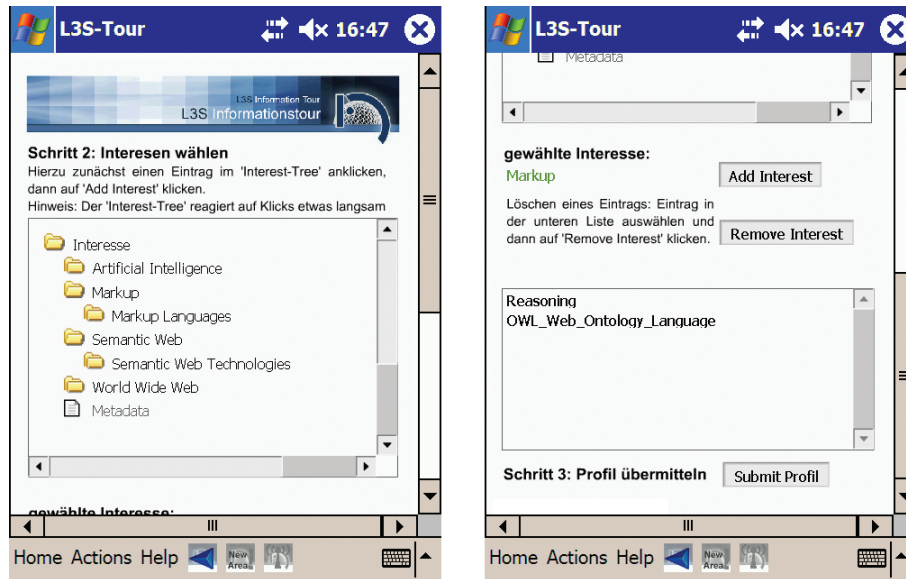 L3S-Tour
16:47
L3S Information Tour
L3S Informationstour
Schritt 2: Interesen wählen
Hierzu zunächst einen Eintrag im 'Interest-Tree' anklicken,
dann auf 'Add Interest' klicken.
Hinweis: Der 'Interest-Tree' reagiert auf Klicks etwas langsam
Interesse
Artificial Intelligence
Markup
Markup Languages
Semantic Web
Semantic Web Technologies
World Wide Web
Metadata
gewählte Interesse:
Home Actions Help
New
Area
L3S-Tour
16:47
Metadata
gewählte Interesse:
Markup
Add Interest
Löschen eines Eintrags: Eintrag in
der unteren Liste auswählen und
dann auf 'Remove Interest' klicken.
Remove Interest
Reasoning
OWL_Web_Ontology_Language
Schritt 3: Profil übermitteln
Submit Profil
Home Actions Help
New
Area